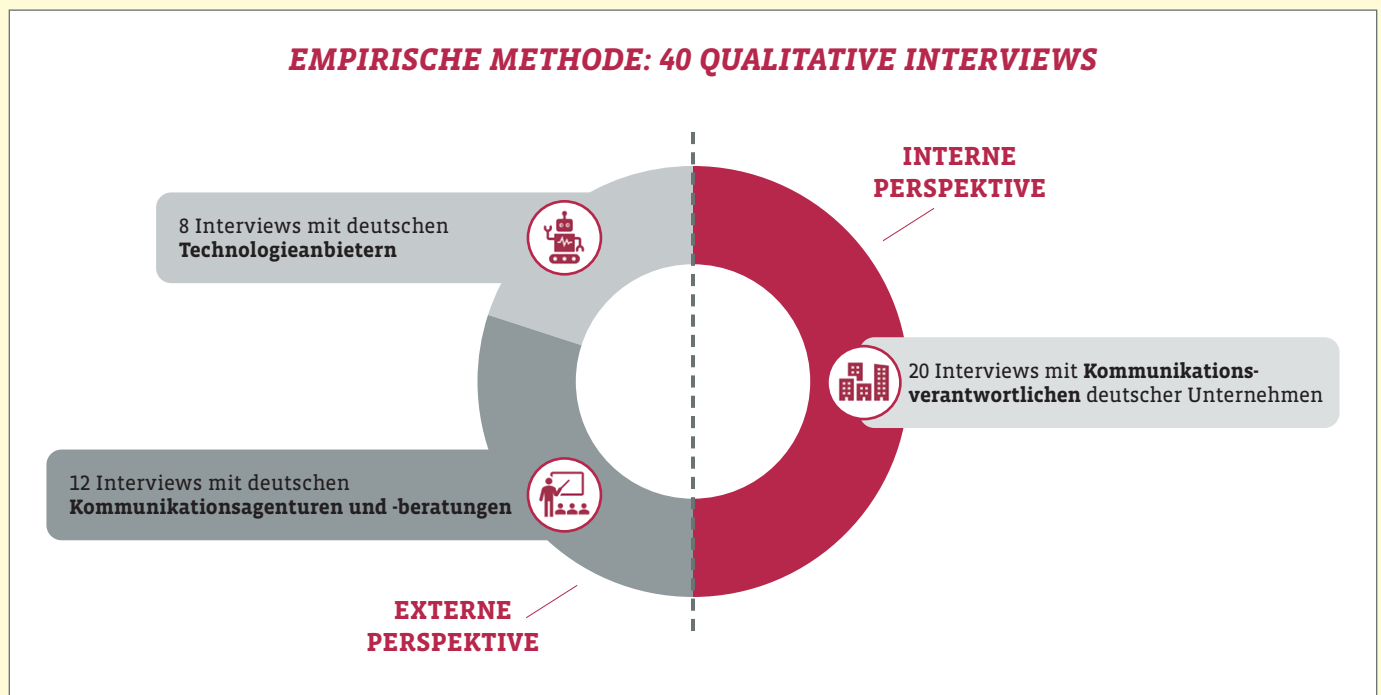 EMPIRISCHE METHODE: 40 QUALITATIVE INTERVIEWS
INTERNE
PERSPEKTIVE
8 Interviews mit deutschen
Technologieanbietern
20 Interviews mit Kommunikations-
verantwortlichen deutscher Unternehmen
12 Interviews mit deutschen
Kommunikationsagenturen und -beratungen
EXTERNE
PERSPEKTIVE